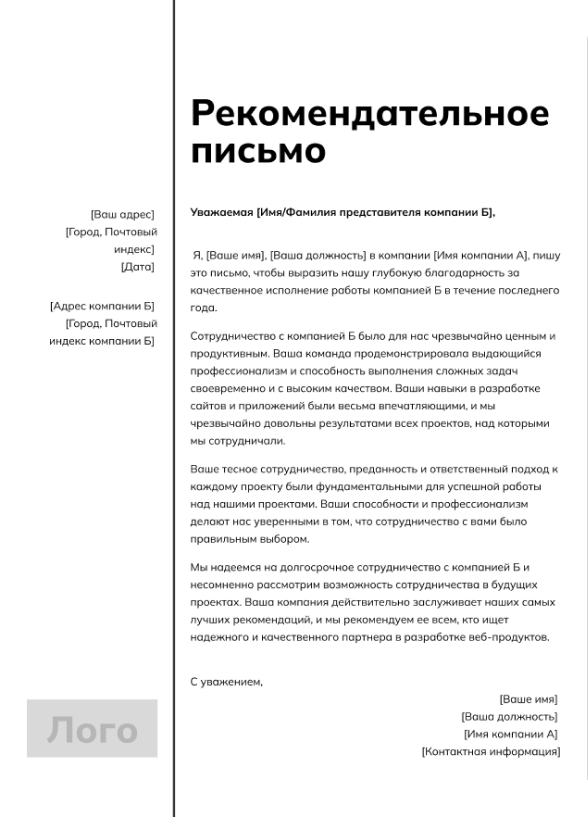 Рекомендательное
письмо
[Ваш адрес]
[Город, Почтовый
индекс]
[Дата]
[Адрес компании Б]
[Город, Почтовый
индекс компании Б]
Уважаемая [Имя/Фамилия представителя компании Б],
Я, [Ваше имя], [Ваша должность] в компании [Имя компании А], пишу
это письмо, чтобы выразить нашу глубокую благодарность за
качественное исполнение работы компанией Б в течение последнего
года.
Сотрудничество с компанией Б было для нас чрезвычайно ценным и
продуктивным. Ваша команда продемонстрировала выдающийся
профессионализм и способность выполнения сложных задач
своевременно и с высоким качеством. Ваши навыки в разработке
сайтов и приложений были весьма впечатляющими, и мы
чрезвычайно довольны результатами всех проектов, над которыми
мы сотрудничали.
Ваше тесное сотрудничество, преданность и ответственный подход к
каждому проекту были фундаментальными для успешной работы
над нашими проектами. Ваши способности и профессионализм
делают нас уверенными в том, что сотрудничество с вами было
правильным выбором.
Мы надеемся на долгосрочное сотрудничество с компанией Б и
несомненно рассмотрим возможность сотрудничества в будущих
проектах. Ваша компания действительно заслуживает наших самых
лучших рекомендаций, и мы рекомендуем ее всем, кто ищет
надежного и качественного партнера в разработке веб-продуктов.
С уважением,
[Ваше имя]
[Ваша должность]
[Имя компании А]
[Контактная информация]
Лого